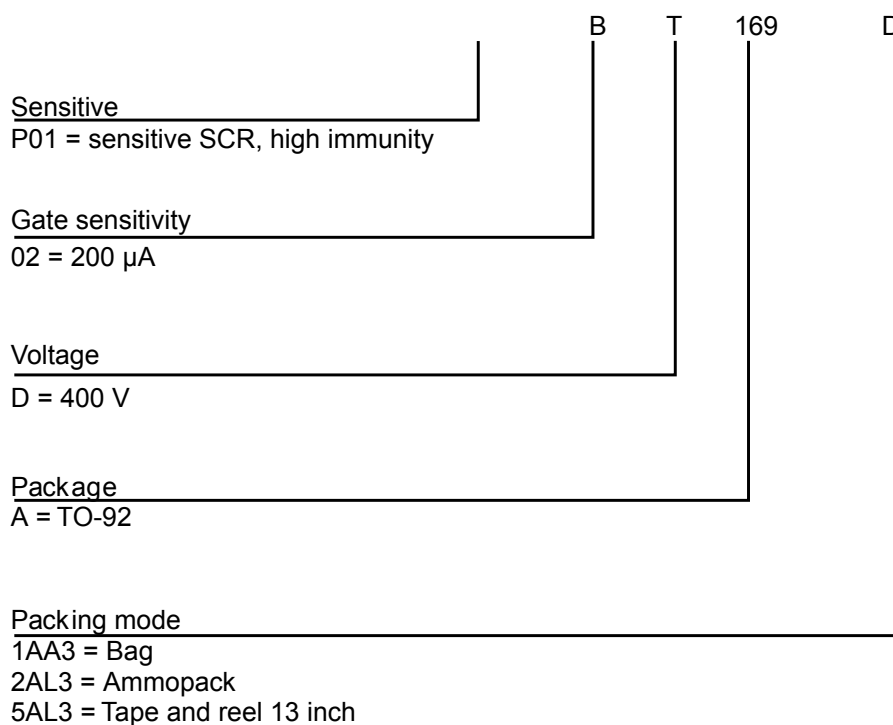 B T 169 D
Sensitive
P01 = sensitive SCR, high immunity
Gate sensitivity
02 = 200 µA
Voltage
D = 400 V
Package
A = TO-92
Packing mode
1AA3 = Bag
2AL3 = Ammopack
5AL3 = Tape and reel 13 inch